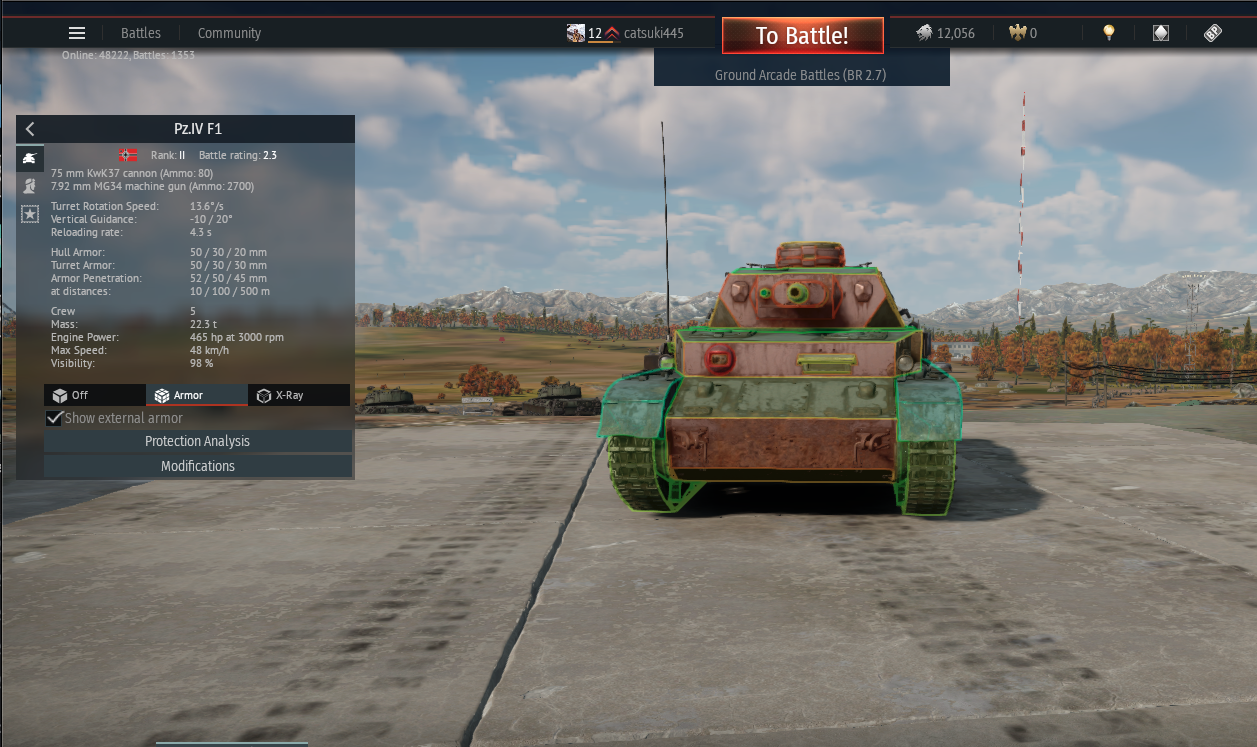 Battles Community 12 catsuki445 To Battle! 12,056 0
Online: 48222, Battles: 1353
Ground Arcade Battles (BR 2.7)
Pz.IV F1
Rank: II Battle rating: 2.3
75 mm KwK37 cannon (Ammo: 80)
7.92 mm MG34 machine gun (Ammo: 2700)
Turret Rotation Speed: 13.6°/s
Vertical Guidance: -10 / 20°
Reloading rate: 4.3 s
Hull Armor: 50 / 30 / 20 mm
Turret Armor: 50 / 30 / 30 mm
Armor Penetration: 52 / 50 / 45 mm
at distances: 10 / 100 / 500 m
Crew 5
Mass: 22.3 t
Engine Power: 465 hp at 3000 rpm
Max Speed: 48 km/h
Visibility: 98 %
Off Armor X-Ray
Show external armor
Protection Analysis
Modifications